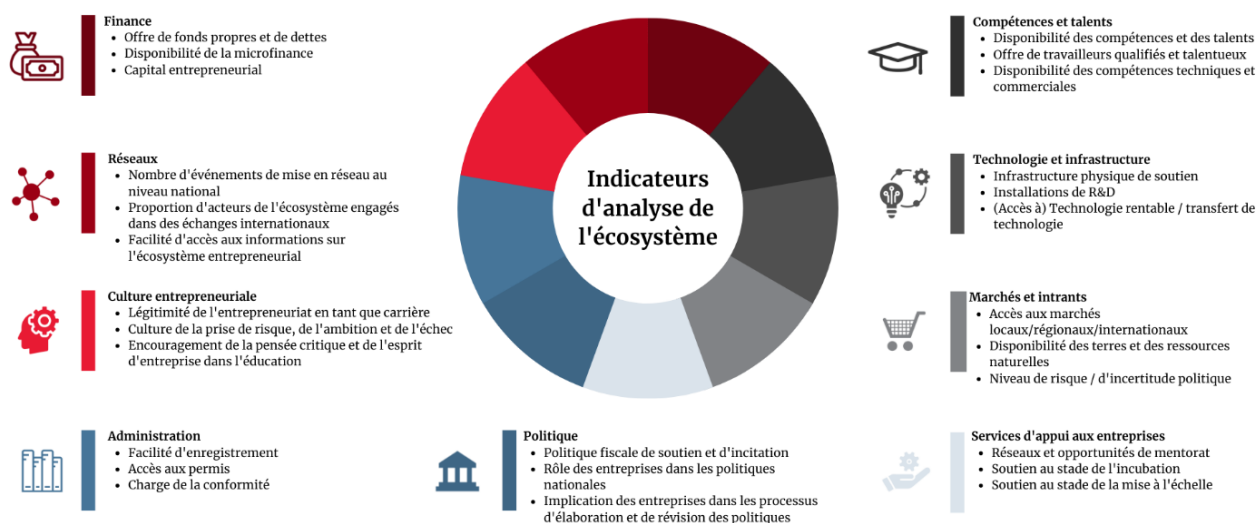 Finance
• Offre de fonds propres et de dettes
• Disponibilité de la microfinance
• Capital entrepreneurial
Réseaux
• Nombre d'événements de mise en réseau au
niveau national
• Proportion d'acteurs de l'écosystème engagés
dans des échanges internationaux
• Facilité d'accès aux informations sur
l'écosystème entrepreneurial
Culture entrepreneuriale
• Légitimité de l'entrepreneuriat en tant que carrière
• Culture de la prise de risque, de l'ambition et de l'échec
• Encouragement de la pensée critique et de l'esprit
d'entreprise dans l'éducation
Administration
• Facilité d'enregistrement
• Accès aux permis
• Charge de la conformité
Indicateurs
d'analyse de
l'écosystème
Politique
• Politique fiscale de soutien et d'incitation
• Rôle des entreprises dans les politiques
nationales
• Implication des entreprises dans les processus
d'élaboration et de révision des politiques
Compétences et talents
• Disponibilité des compétences et des talents
• Offre de travailleurs qualifiés et talentueux
• Disponibilité des compétences techniques et
commerciales
Technologie et infrastructure
• Infrastructure physique de soutien
• Installations de R&D
• (Accès à) Technologie rentable / transfert de
technologie
Marchés et intrants
• Accès aux marchés
locaux/régionaux/internationaux
• Disponibilité des terres et des ressources
naturelles
• Niveau de risque / d'incertitude politique
Services d'appui aux entreprises
• Réseaux et opportunités de mentorat
• Soutien au stade de l'incubation
• Soutien au stade de la mise à l'échelle